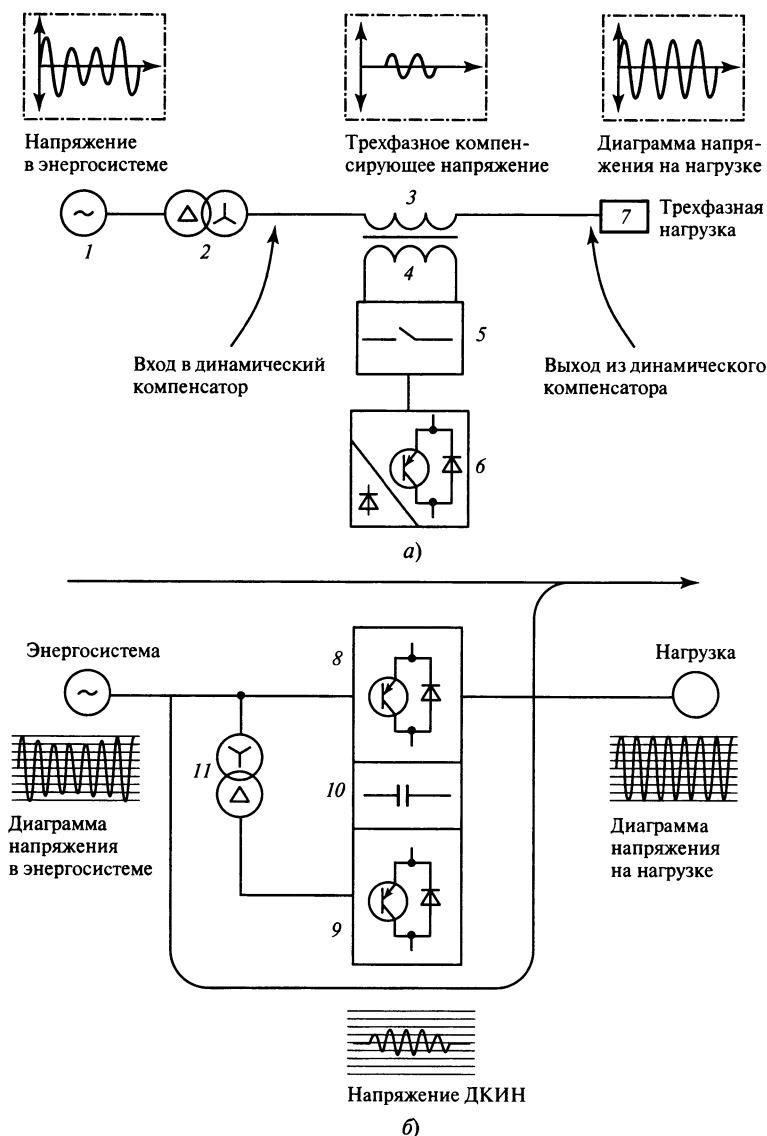 Напряжение
в энергосистеме
Трехфазное компен-
сирующее напряжение
Диаграмма напря-
жения на нагрузке
1
2
3
4
7
Трехфазная
нагрузка
5
Вход в динамический
компенсатор
Выход из динамического
компенсатора
6
а)
Энергосистема
8
Нагрузка
11
10
Диаграмма
напряжения
в энергосистеме
Диаграмма
напряжения
на нагрузке
9
Напряжение ДКИН
б)